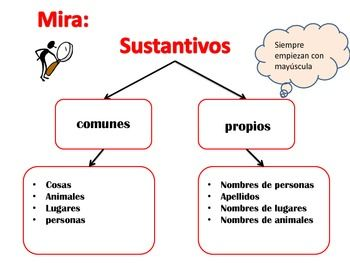 Mira:
Sustantivos
Siempre
empiezan con
mayúscula
comunes
propios
• Cosas
• Animales
• Lugares
• personas
• Nombres de personas
• Apellidos
• Nombres de lugares
• Nombres de animales